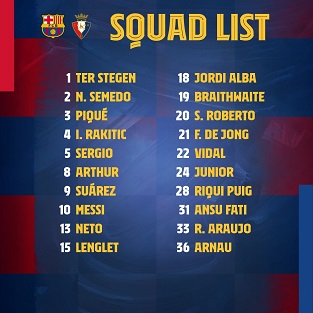 SQUAD LIST
1 TER STEGEN
2 N. SEMEDO
3 PIQUÉ
4 I. RAKITIC
5 SERGIO
8 ARTHUR
9 SUÁREZ
10 MESSI
13 NETO
15 LENGLET
18 JORDI ALBA
19 BRAITHWAITE
20 S. ROBERTO
21 F. DE JONG
22 VIDAL
24 JUNIOR
28 RIQUI PUIG
31 ANSU FATI
33 R. ARAUJO
36 ARNAU